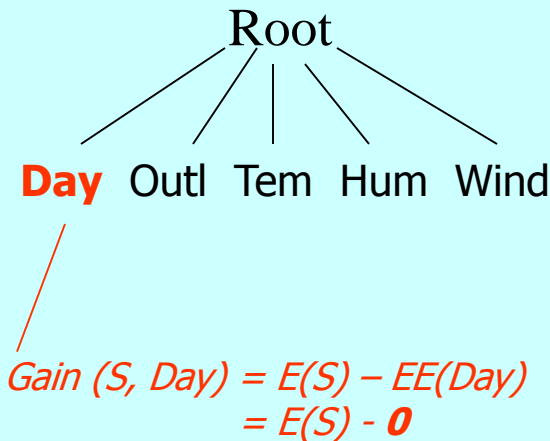 Root
Day Outl Tem Hum Wind
Gain (S, Day) = E(S) – EE(Day)
= E(S) - 0